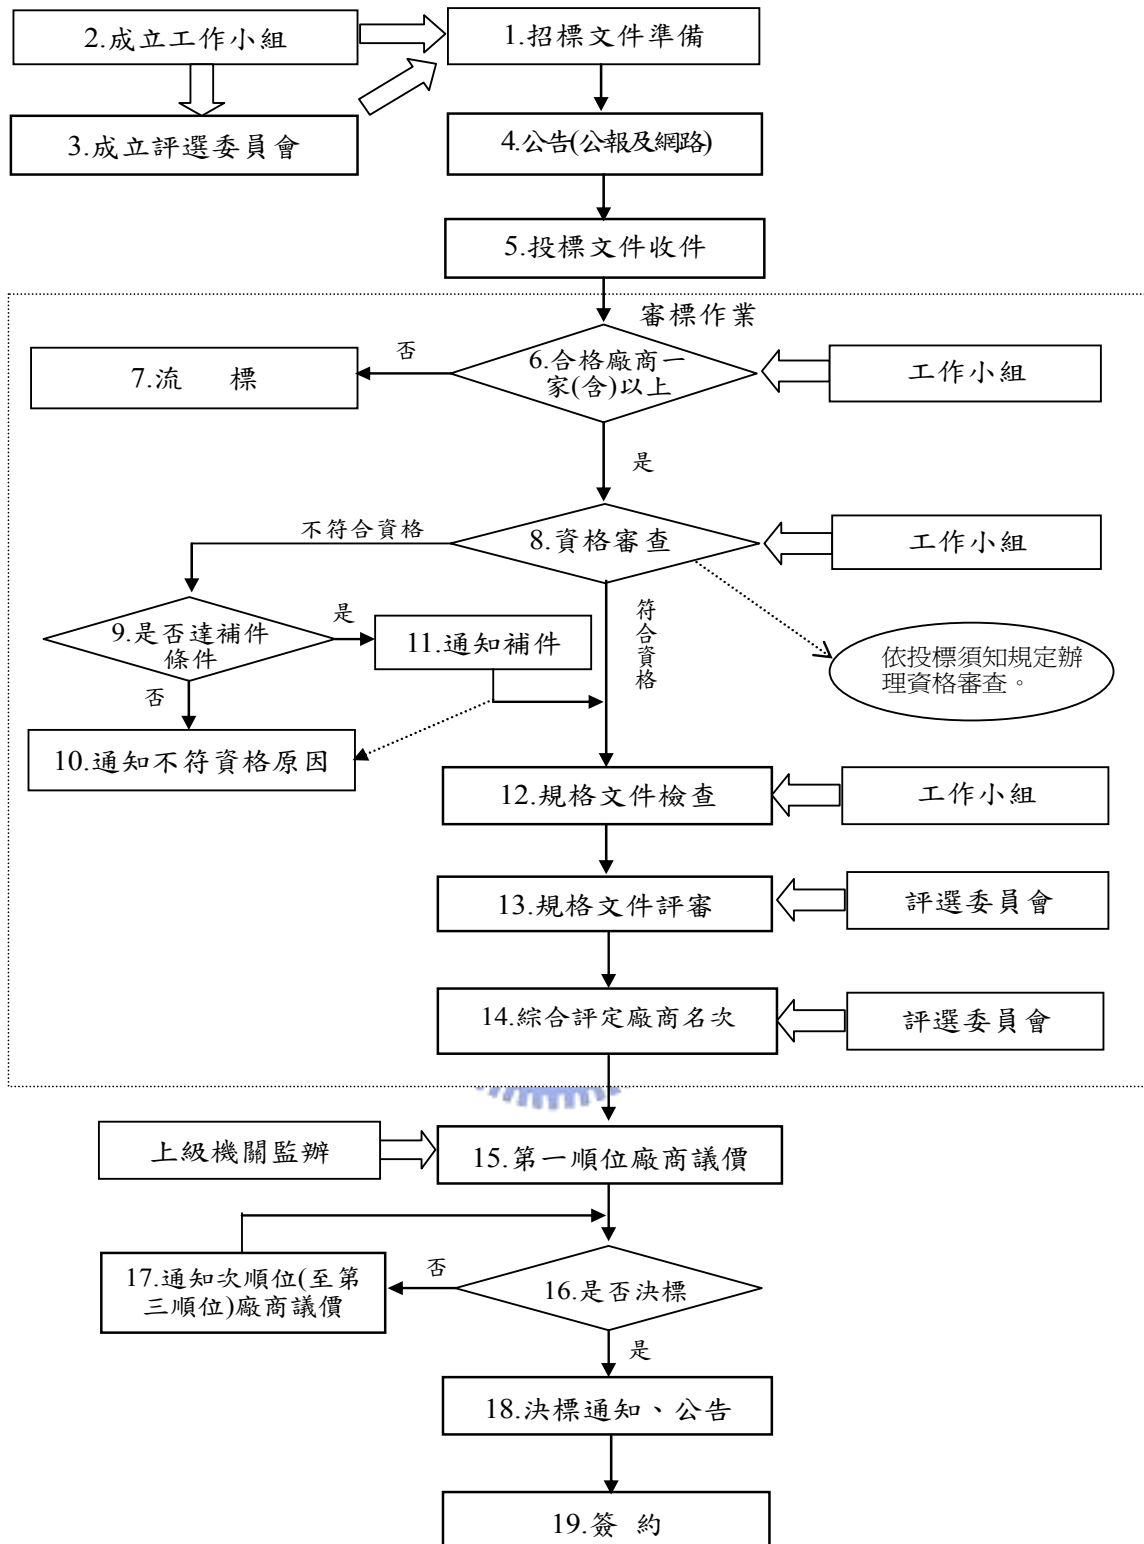 2.成立工作小組
1.招標文件準備
3.成立評選委員會
4.公告(公報及網路)
5.投標文件收件
審標作業
6.合格廠商一
家(含)以上
否
7.流 標
工作小組
是
不符合資格
8.資格審查
工作小組
9.是否達補件
條件
是
11.通知補件
符合資格
依投標須知規定辦
理資格審查。
否
10.通知不符資格原因
12.規格文件檢查
工作小組
13.規格文件評審
評選委員會
14.綜合評定廠商名次
評選委員會
上級機關監辦
15.第一順位廠商議價
17.通知次順位(至第
三順位)廠商議價
否
16.是否決標
是
18.決標通知、公告
19.簽 約